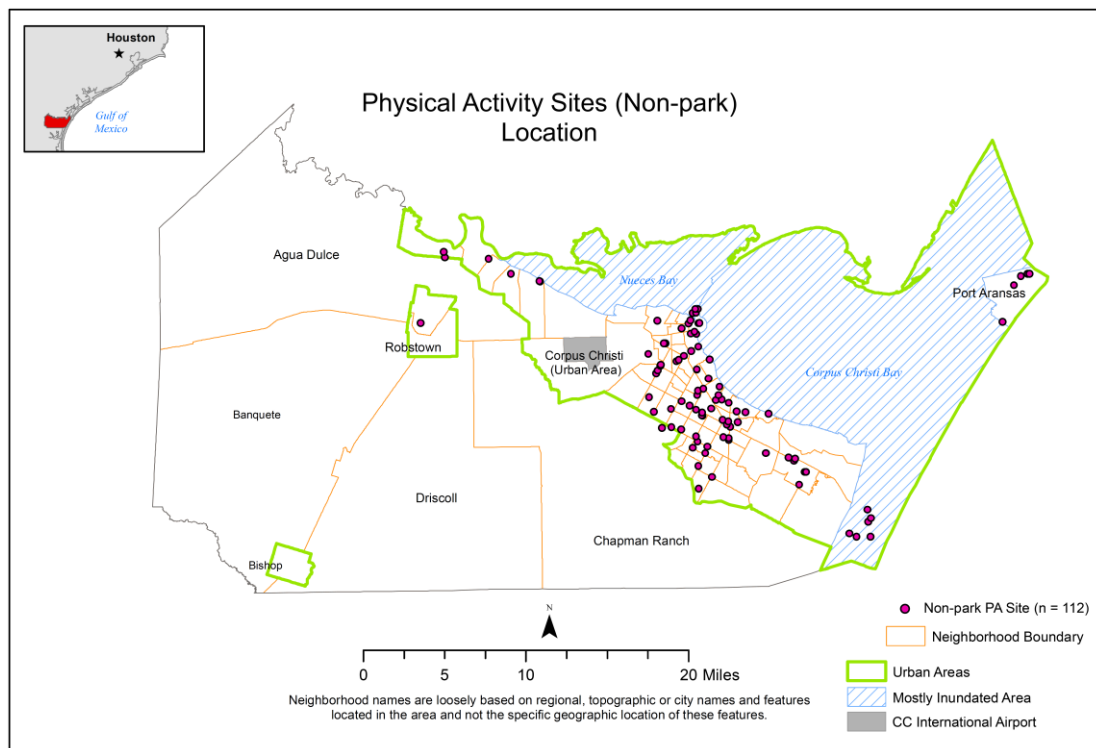 Houston
Gulf of
Mexico
Physical Activity Sites (Non-park)
Location
Agua Dulce
Nueces Bay
Port Aransas
Robstown
Corpus Christi
(Urban Area)
Corpus Christi Bay
Banquete
Driscoll
Chapman Ranch
Bishop
N
0 5 10 20 Miles
Neighborhood names are loosely based on regional, topographic or city names and features
located in the area and not the specific geographic location of these features.
Non-park PA Site (n = 112)
Neighborhood Boundary
Urban Areas
Mostly Inundated Area
CC International Airport